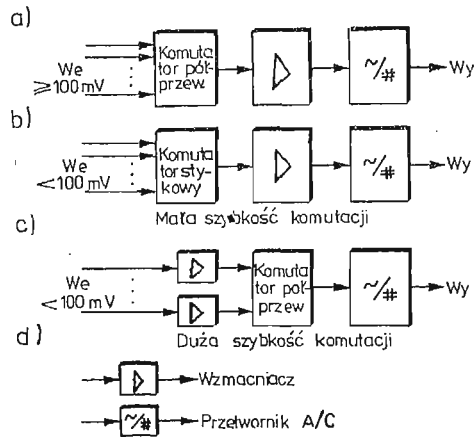 a)
We
≥100 mV
Komuta
tor pół-
przew.
~/#
Wy
b)
We
<100 mV
Komuta
tor sty-
kowy
~/#
Wy
Mała szybkość komutacji
c)
We
<100 mV
Komuta
tor poł-
przew
~/#
Wy
Duża szybkość komutacji
d)
Wzmacniacz
~/#
Przetwornik A/C